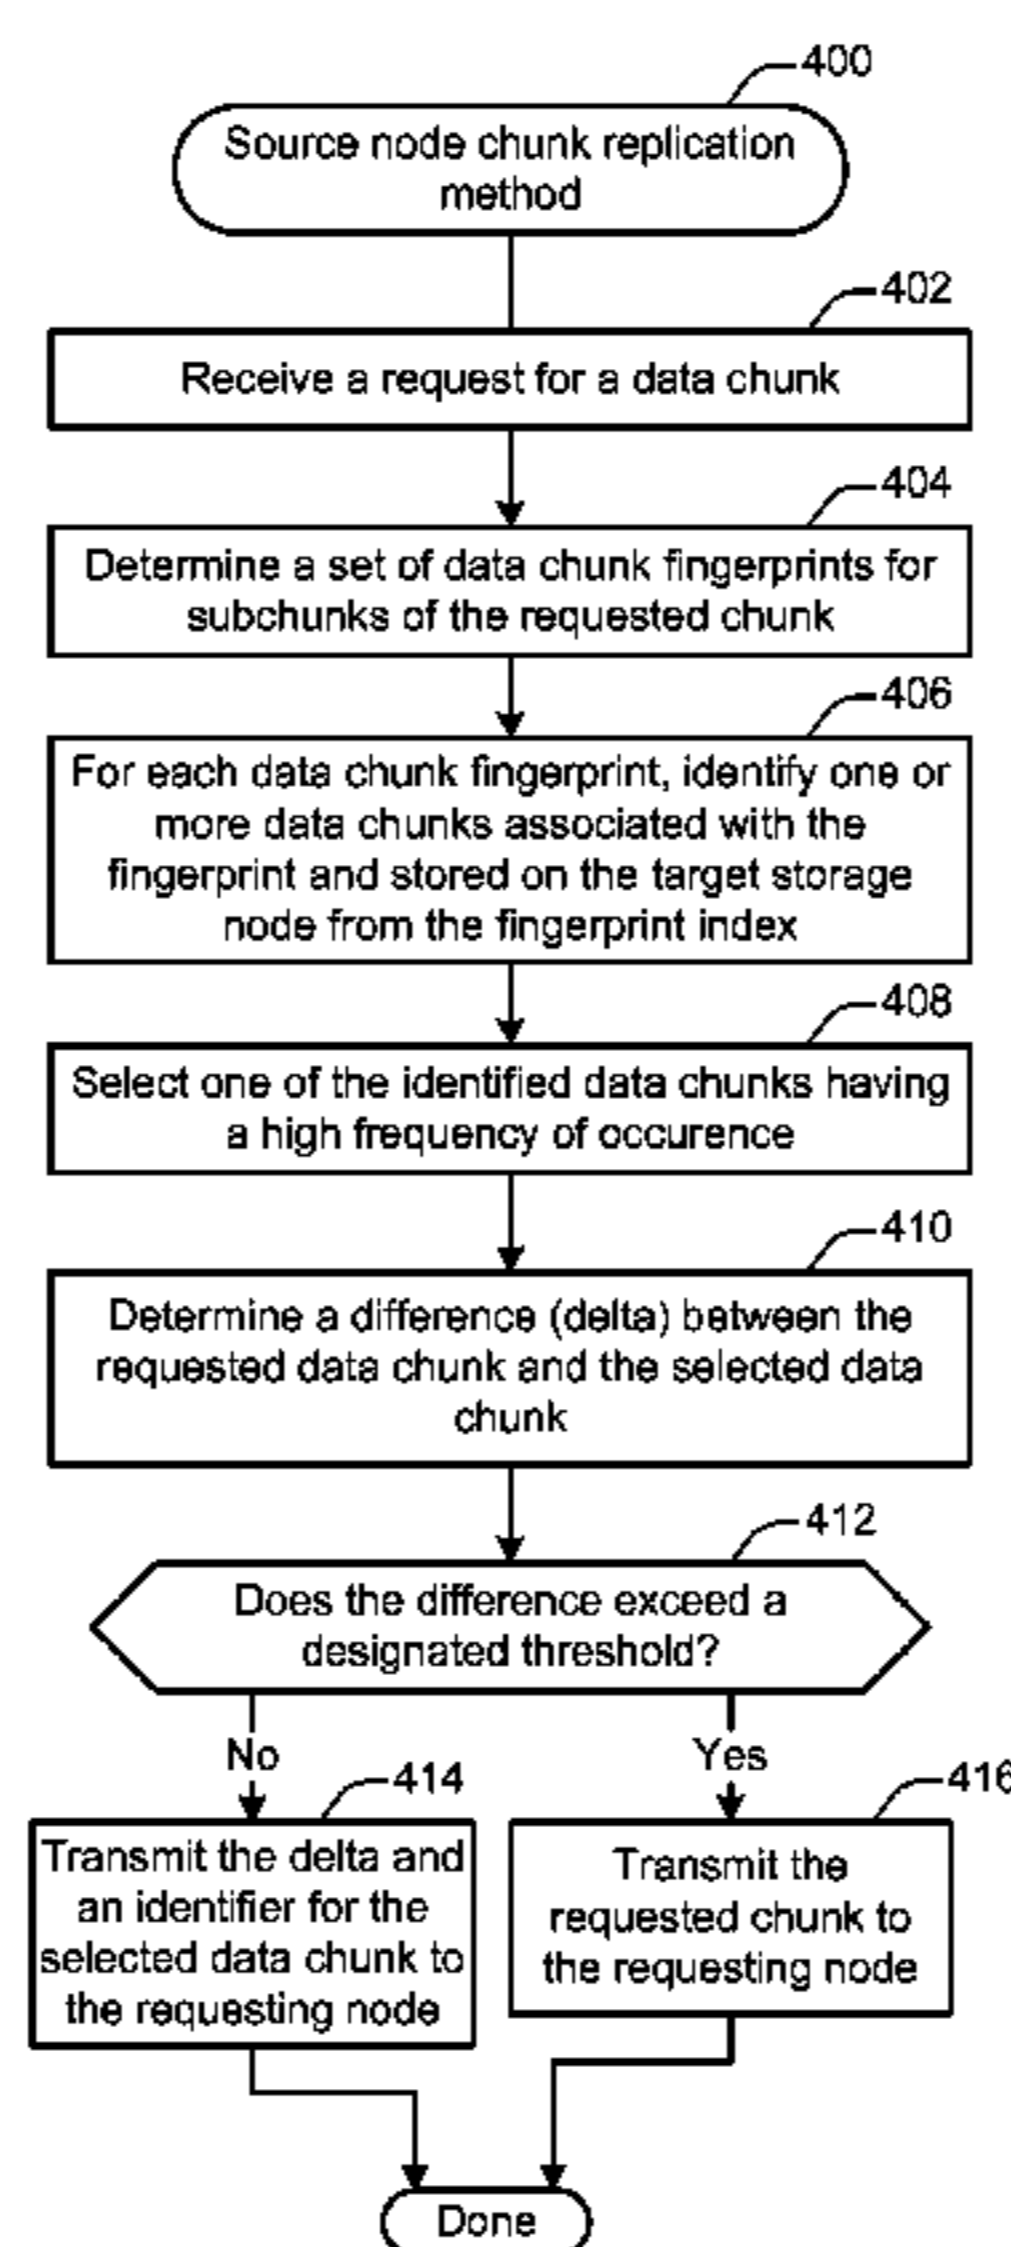 400
Source node chunk replication
method
402
Receive a request for a data chunk
404
Determine a set of data chunk fingerprints for
subchunks of the requested chunk
406
For each data chunk fingerprint, identify one or
more data chunks associated with the
fingerprint and stored on the target storage
node from the fingerprint index
408
Select one of the identified data chunks having
a high frequency of occurence
410
Determine a difference (delta) between the
requested data chunk and the selected data
chunk
412
Does the difference exceed a
designated threshold?
No
Yes
414
Transmit the delta and
an identifier for the
selected data chunk to
the requesting node
416
Transmit the
requested chunk to
the requesting node
Done